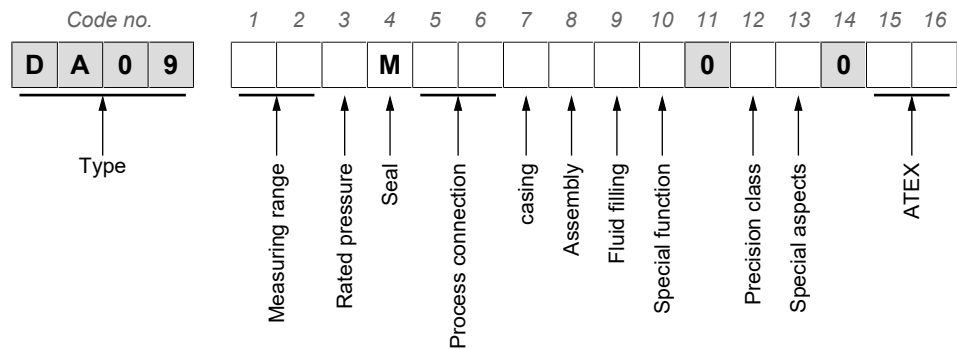 Code no. 1 2 3 4 5 6 7 8 9 10 11 12 13 14 15 16
D A 0 9 M 0 0
Type
Measuring range
Rated pressure
Seal
Process connection
casing
Assembly
Fluid filling
Special function
Precision class
Special aspects
ATEX